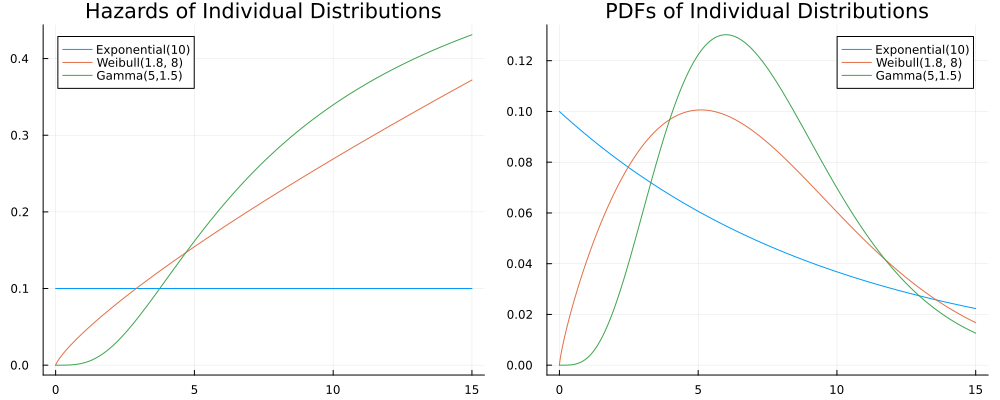 Hazards of Individual Distributions
Exponential(10)
Weibull(1.8, 8)
Gamma(5,1.5)
0.4
0.3
0.2
0.1
0.0
0 5 10 15
PDFs of Individual Distributions
Exponential(10)
Weibull(1.8, 8)
Gamma(5,1.5)
0.12
0.10
0.08
0.06
0.04
0.02
0.00
0 5 10 15